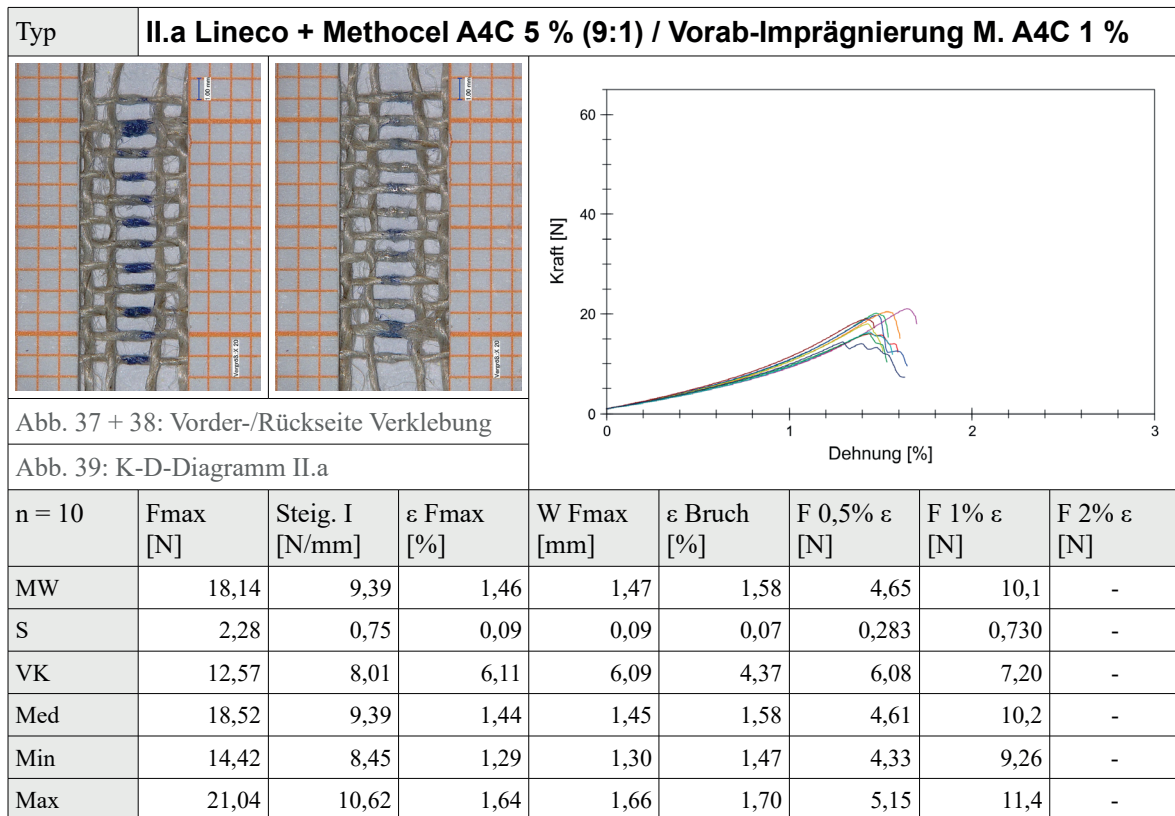 Typ II.a Lineco + Methocel A4C 5 % (9:1) / Vorab-Imprägnierung M. A4C 1 %
1.00 mm
Vergröß. X 20
1.00 mm
Vergröß. X 20
Abb. 37 + 38: Vorder-/Rückseite Verklebung
Abb. 39: K-D-Diagramm II.a
60
40
20
0
Kraft [N]
0 1 2 3
Dehnung [%]
n = 10 Fmax [N] Steig. I [N/mm] ε Fmax [%] W Fmax [mm] ε Bruch [%] F 0,5% ε [N] F 1% ε [N] F 2% ε [N]
MW 18,14 9,39 1,46 1,47 1,58 4,65 10,1 -
S 2,28 0,75 0,09 0,09 0,07 0,283 0,730 -
VK 12,57 8,01 6,11 6,09 4,37 6,08 7,20 -
Med 18,52 9,39 1,44 1,45 1,58 4,61 10,2 -
Min 14,42 8,45 1,29 1,30 1,47 4,33 9,26 -
Max 21,04 10,62 1,64 1,66 1,70 5,15 11,4 -